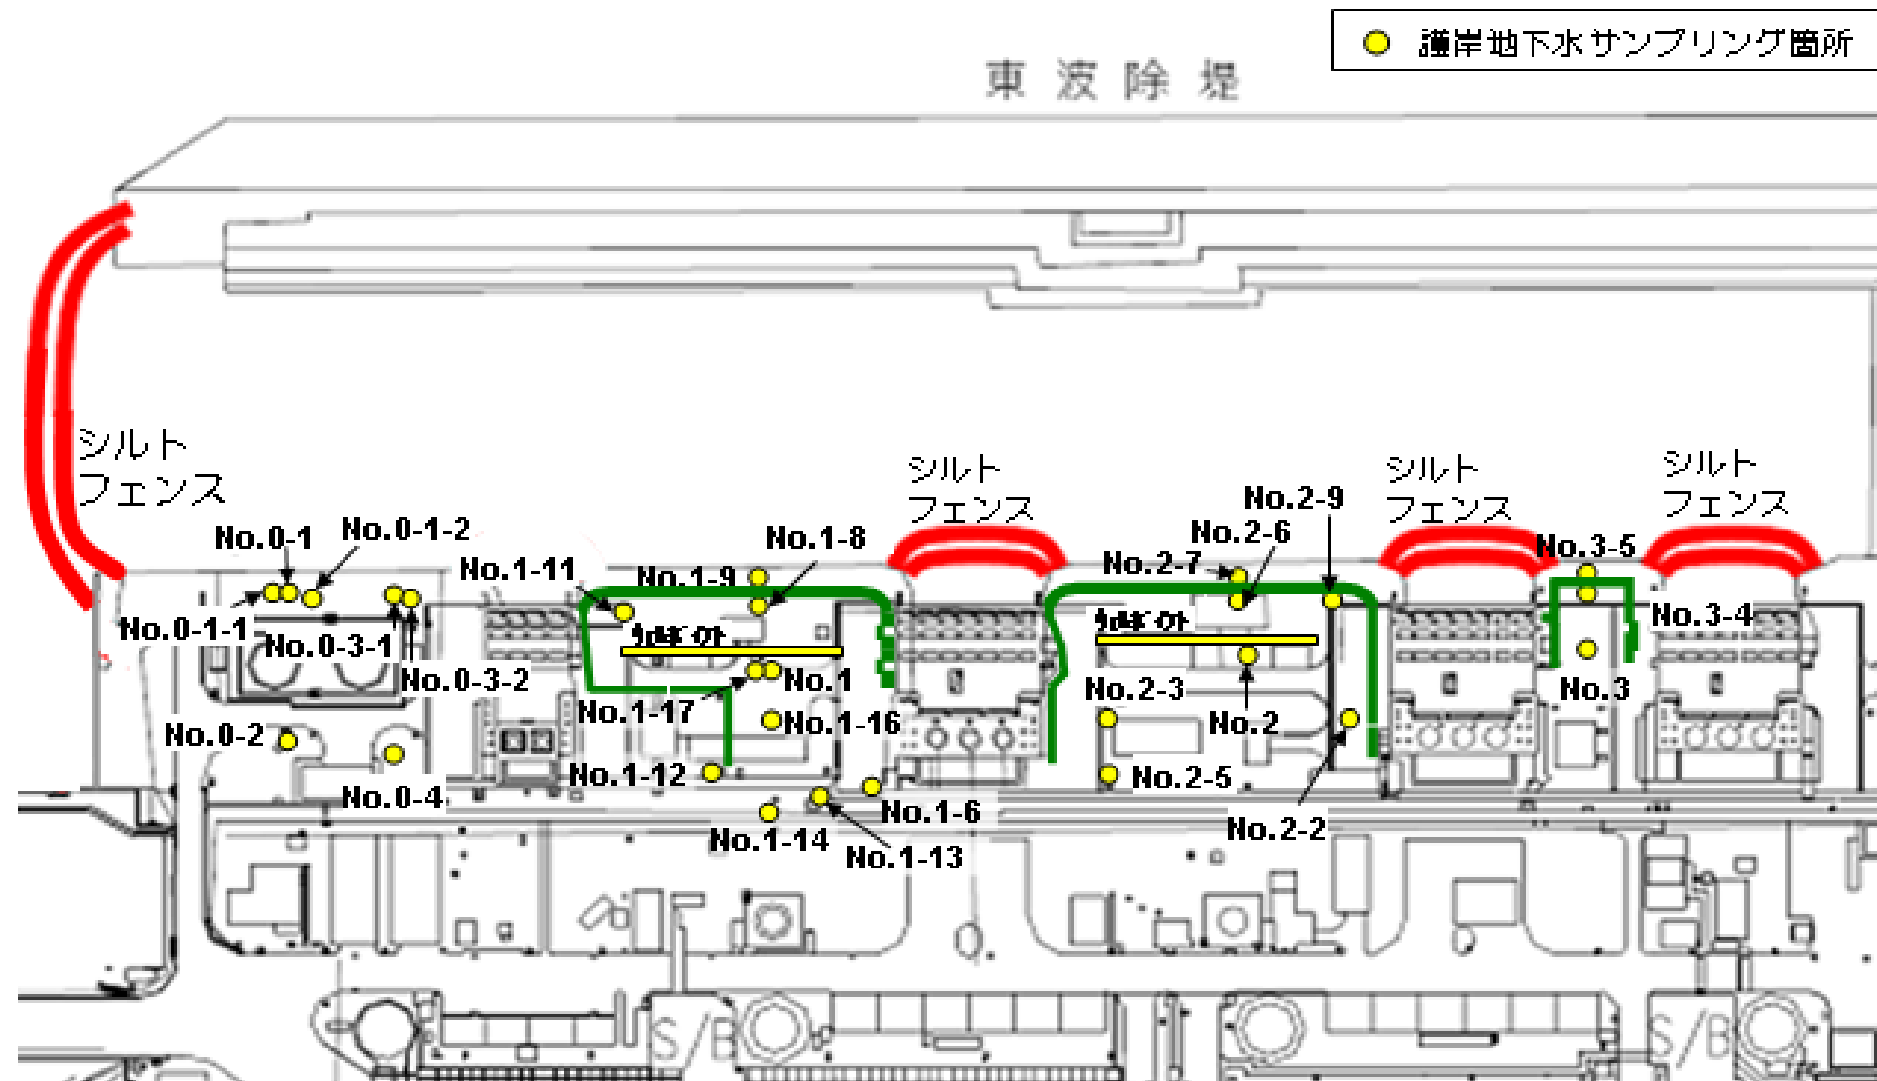 護岸地下水サンプリング箇所
東波除堤
シルト
フェンス
シルト
フェンス
シルト
フェンス
シルト
フェンス
No.0-1
No.0-1-2
No.1-11
No.1-9
No.1-8
No.2-7
No.2-6
No.2-9
No.3-5
No.0-1-1
No.0-3-1
No.0-3-2
No.1
No.1-17
No.1-16
No.2-3
No.2
No.3-4
No.3
No.0-2
No.0-4
No.1-12
No.1-6
No.1-14
No.1-13
No.2-5
No.2-2
S/B
S/B